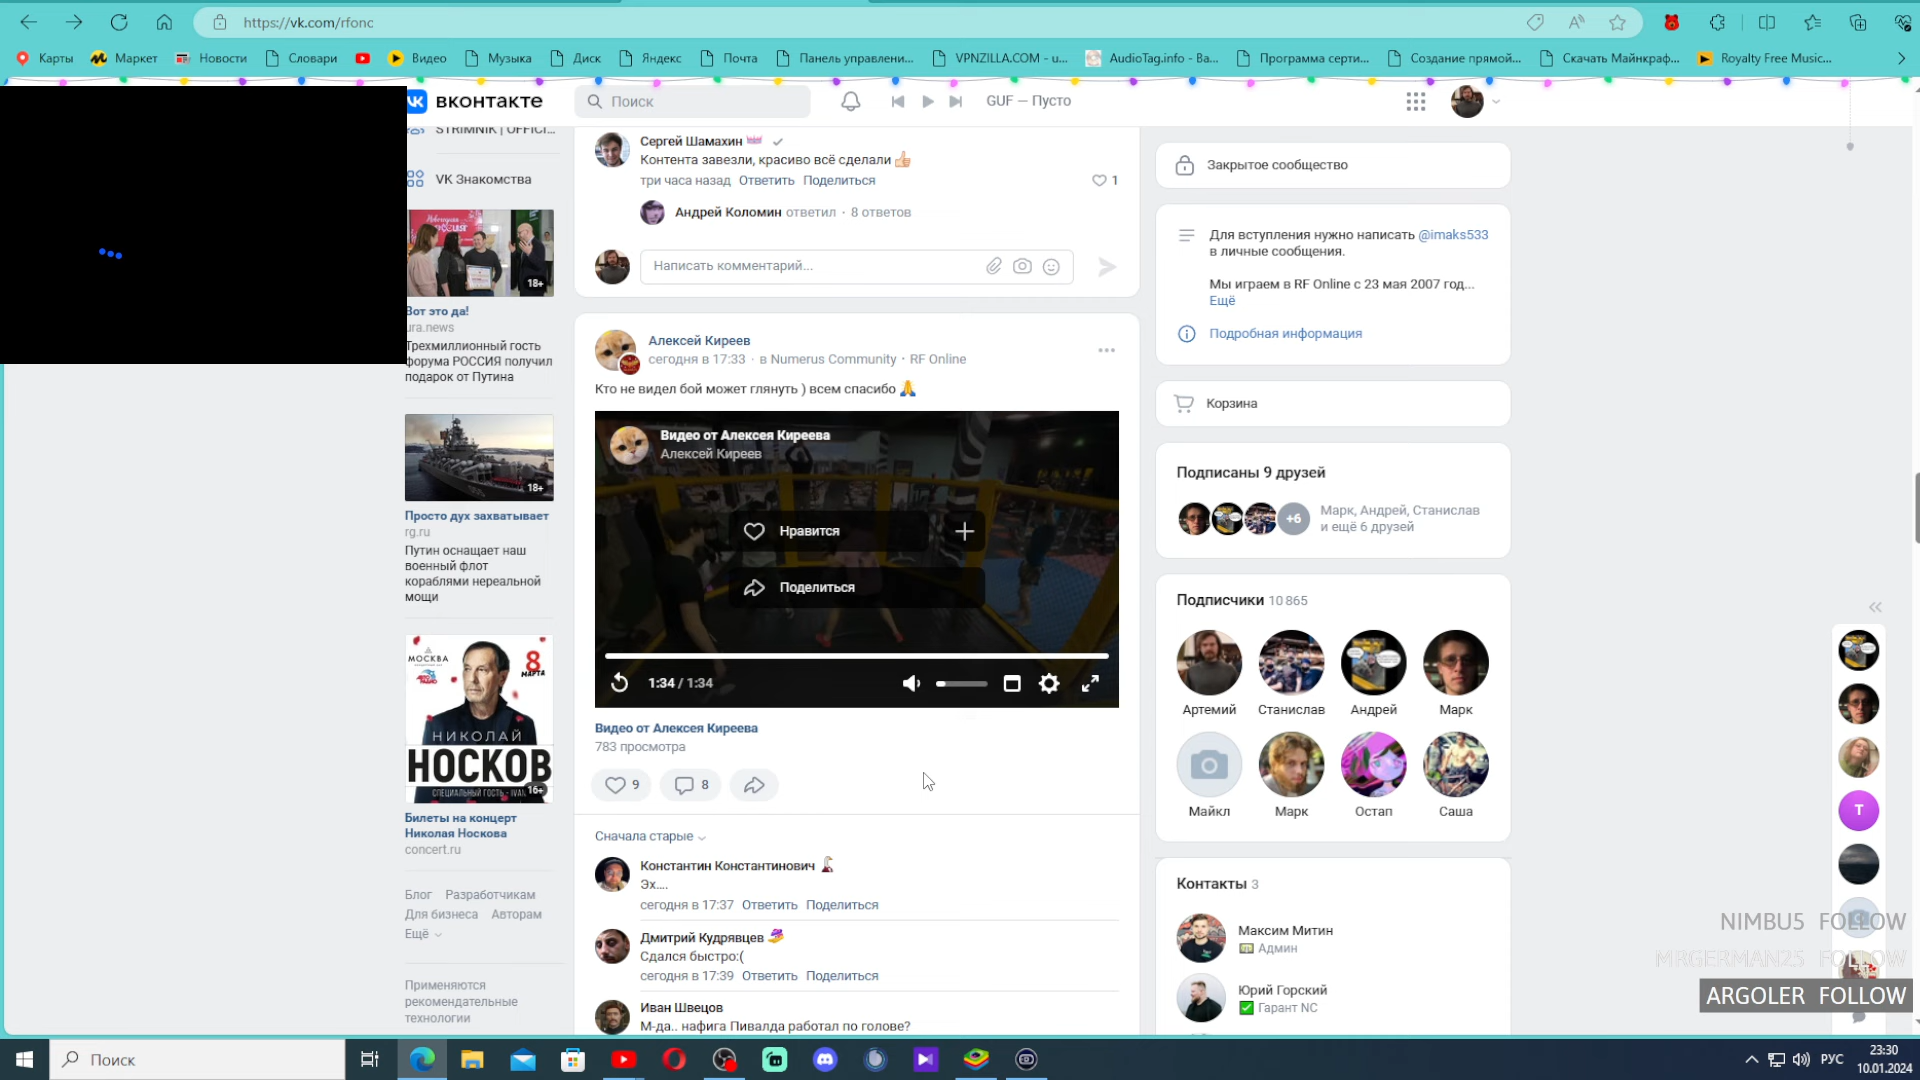 https://vk.com/rfonc
Карты
Маркет
Новости
Словари
Видео
Музыка
Диск
Яндекс
Почта
Панель управлени...
VPNZILLA.COM - u...
AudioTag.info - Ba...
Программа серти...
Создание прямой...
Скачать Майнкраф...
Royalty Free Music...
вконтакте
Поиск
GUF — Пусто
STRIMNIK | OFFICI...
VK Знакомства
18+
Вот это да!
ura.news
Трехмиллионный гость
форума РОССИЯ получил
подарок от Путина
18+
Просто дух захватывает
rg.ru
Путин оснащает наш
военный флот
кораблями нереальной
мощи
МОСКВА
АВТОРАДИО
8
МАРТА
НИКОЛАЙ
НОСКОВ
СПЕЦИАЛЬНЫЙ ГОСТЬ - IVAN
16+
Билеты на концерт
Николая Носкова
concert.ru
Блог Разработчикам
Для бизнеса Авторам
Ещё
Применяются
рекомендательные
технологии
Сергей Шамахин
Контента завезли, красиво всё сделали
три часа назад Ответить Поделиться
1
Андрей Коломин ответил · 8 ответов
Написать комментарий...
Алексей Киреев
сегодня в 17:33 · в Numerus Community · RF Online
Кто не видел бой может глянуть ) всем спасибо
Видео от Алексея Киреева
Алексей Киреев
Нравится
Поделиться
1:34 / 1:34
Видео от Алексея Киреева
783 просмотра
9
8
Сначала старые
Константин Константинович
Эх....
сегодня в 17:37 Ответить Поделиться
Дмитрий Кудрявцев
Сдался быстро:(
сегодня в 17:39 Ответить Поделиться
Иван Швецов
М-да.. нафига Пивалда работал по голове?
Закрытое сообщество
Для вступления нужно написать @imaks533
в личные сообщения.
Мы играем в RF Online с 23 мая 2007 год...
Ещё
Подробная информация
Корзина
Подписаны 9 друзей
+6
Марк, Андрей, Станислав
и ещё 6 друзей
Подписчики 10 865
Артемий
Станислав
Андрей
Марк
Майкл
Марк
Остап
Саша
Контакты 3
Максим Митин
Админ
Юрий Горский
Гарант NC
T
NIMBU5 FOLLOW
MRGERMAN25 FOLLOW
ARGOLER FOLLOW
Поиск
РУС
23:30
10.01.2024